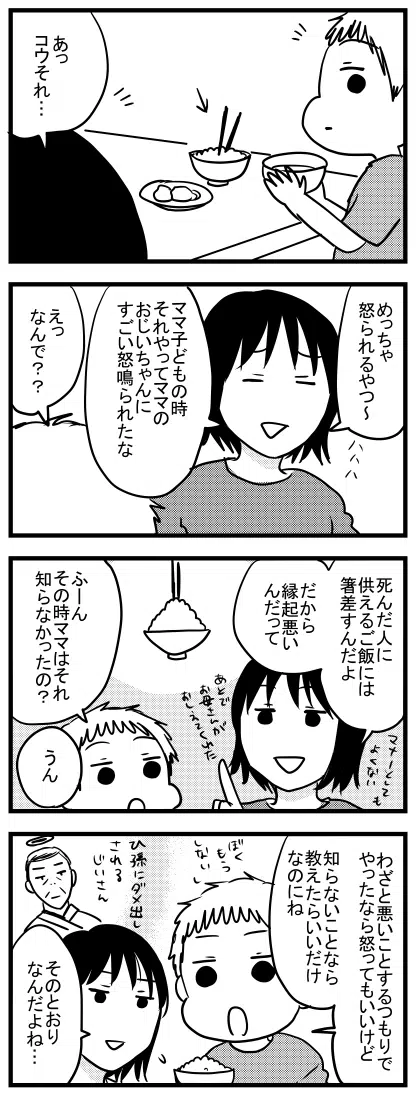 あっ
コウそれ…
めっちゃ
怒られるやつ～
ママ子どもの時
それやってママの
おじいちゃんに
すごい怒鳴られたな
えっ
なんで？？
死んだ人に
供えるご飯には
箸差すんだよ
だから
縁起悪い
んだって
マナーとしても
よくない
あとで
お母さんが
おしえてくれた
ふーん
その時ママはそれ
知らなかったの？
うん
わざと悪いことするつもりで
やったなら怒ってもいいけど
知らないことなら
教えたらいいだけ
なのにね
ぼく
もう
しない
ひ孫にダメ出し
される
じいさん
そのとおり
なんだよね…